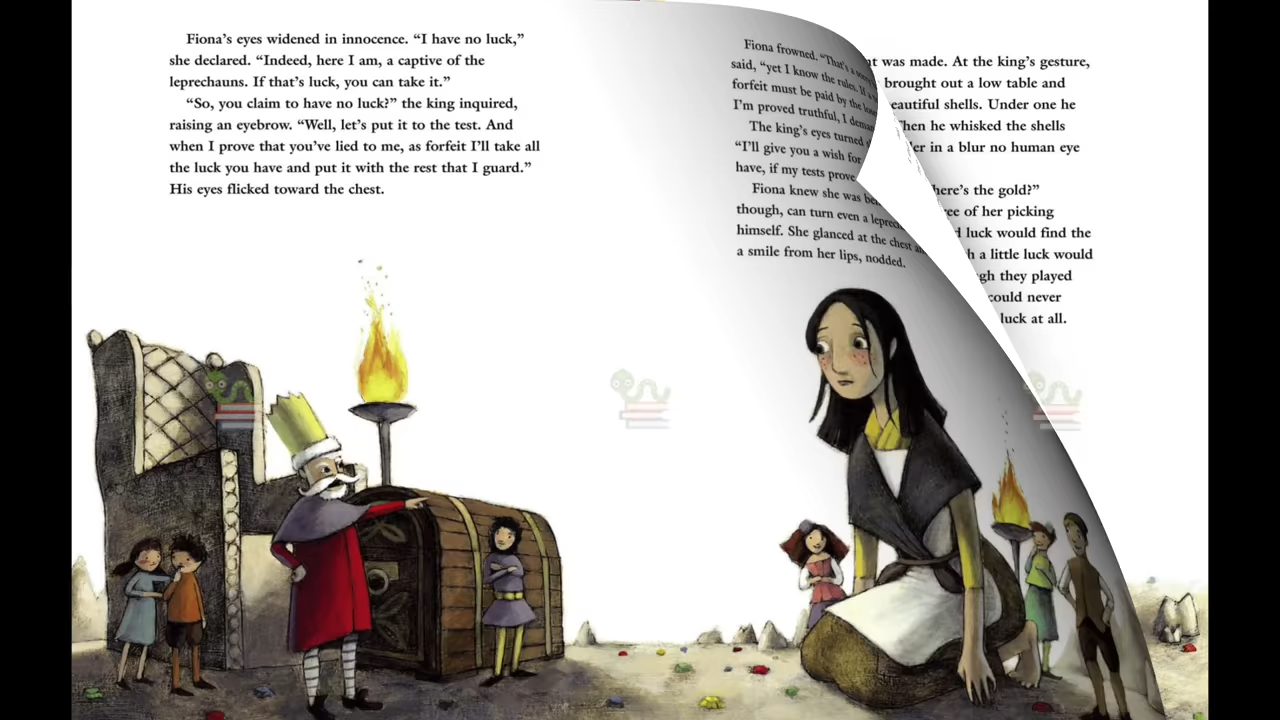 Fiona's eyes widened in innocence. “I have no luck,”
she declared. “Indeed, here I am, a captive of the
leprechauns. If that's luck, you can take it.”
“So, you claim to have no luck?” the king inquired,
raising an eyebrow. “Well, let's put it to the test. And
when I prove that you've lied to me, as forfeit I'll take all
the luck you have and put it with the rest that I guard.”
His eyes flicked toward the chest.
Fiona frowned. “That's a
said, “yet I know the rules. If a
forfeit must be paid by the
I'm proved truthful, I
The king's eyes turned
“I'll give you a wish for
have, if my tests prove
Fiona knew she was
though, can turn even a
himself. She glanced at the chest
a smile from her lips, nodded.
was made. At the king's gesture,
brought out a low table and
shells. Under one he
he whisked the shells
in a blur no human eye
the gold?”
of her picking
luck would find the
a little luck would
they played
could never
luck at all.